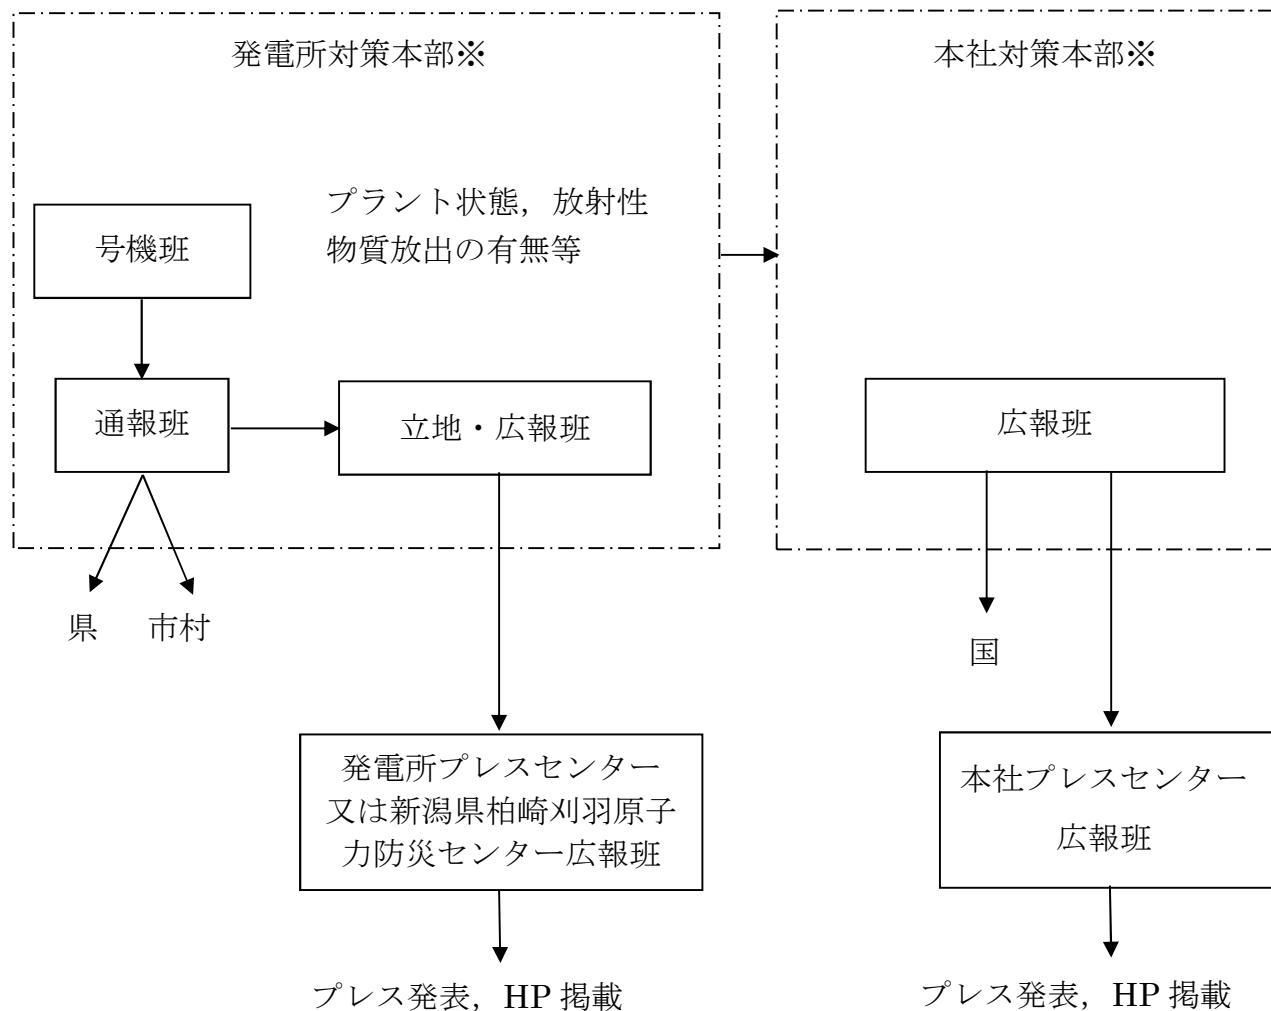 発電所対策本部※
本社対策本部※
プラント状態，放射性
物質放出の有無等
号機班
通報班
立地・広報班
広報班
県
市村
国
発電所プレスセンター
又は新潟県柏崎刈羽原子
力防災センター広報班
本社プレスセンター
広報班
プレス発表，HP 掲載
プレス発表，HP 掲載